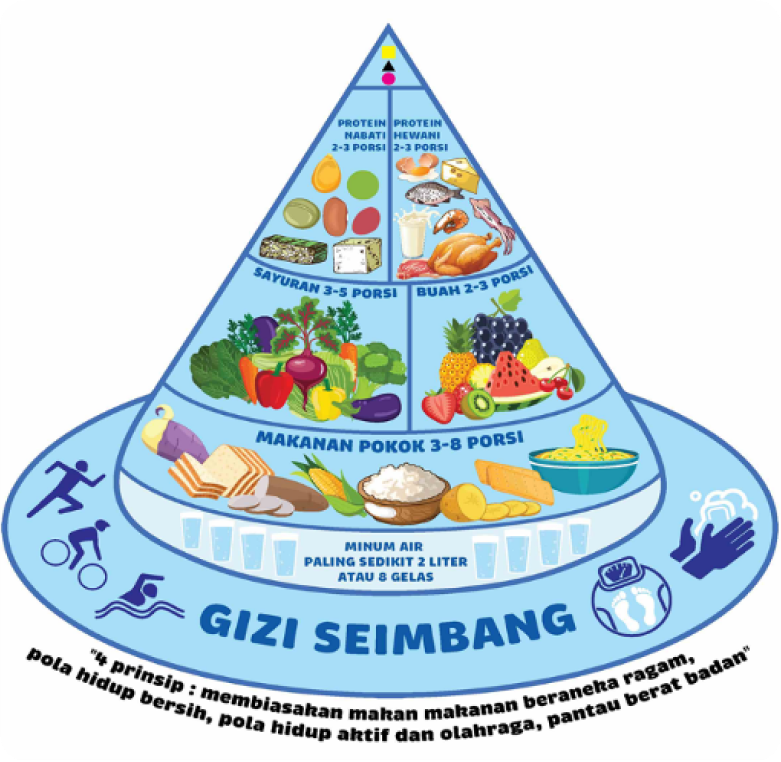 PROTEIN
NABATI
2-3 PORSI
PROTEIN
HEWANI
2-3 PORSI
SAYURAN 3-5 PORSI
BUAH 2-3 PORSI
MAKANAN POKOK 3-8 PORSI
MINUM AIR
PALING SEDIKIT 2 LITER
ATAU 8 GELAS
GIZI SEIMBANG
"4 prinsip : membiasakan makan makanan beraneka ragam,
pola hidup bersih, pola hidup aktif dan olahraga, pantau berat badan"